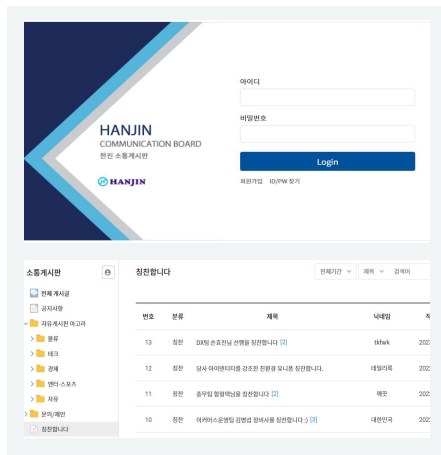 HANJIN
COMMUNICATION BOARD
한진 소통게시판
HANJIN
아이디
비밀번호
Login
회원가입 ID/PW 찾기
소통게시판
칭찬합니다
전체기간 제목 검색어
전체 게시글
공지사항
자유게시판 아고라
물류
테크
경제
엔터·스포츠
자유
문의/제안
칭찬합니다
번호 분류 제목 닉네임
13 칭찬 DX팀 손효진님 선행을 칭찬합니다 [2] tkfwk
12 칭찬 당사 아이덴티티를 강조한 친환경 유니폼 칭찬합니다. 데일리룩
11 칭찬 총무팀 함원택님을 칭찬합니다 [2] 깨끗
10 칭찬 이커머스운영팀 김병섭 정비사를 칭찬합니다 :) [3] 대한민국